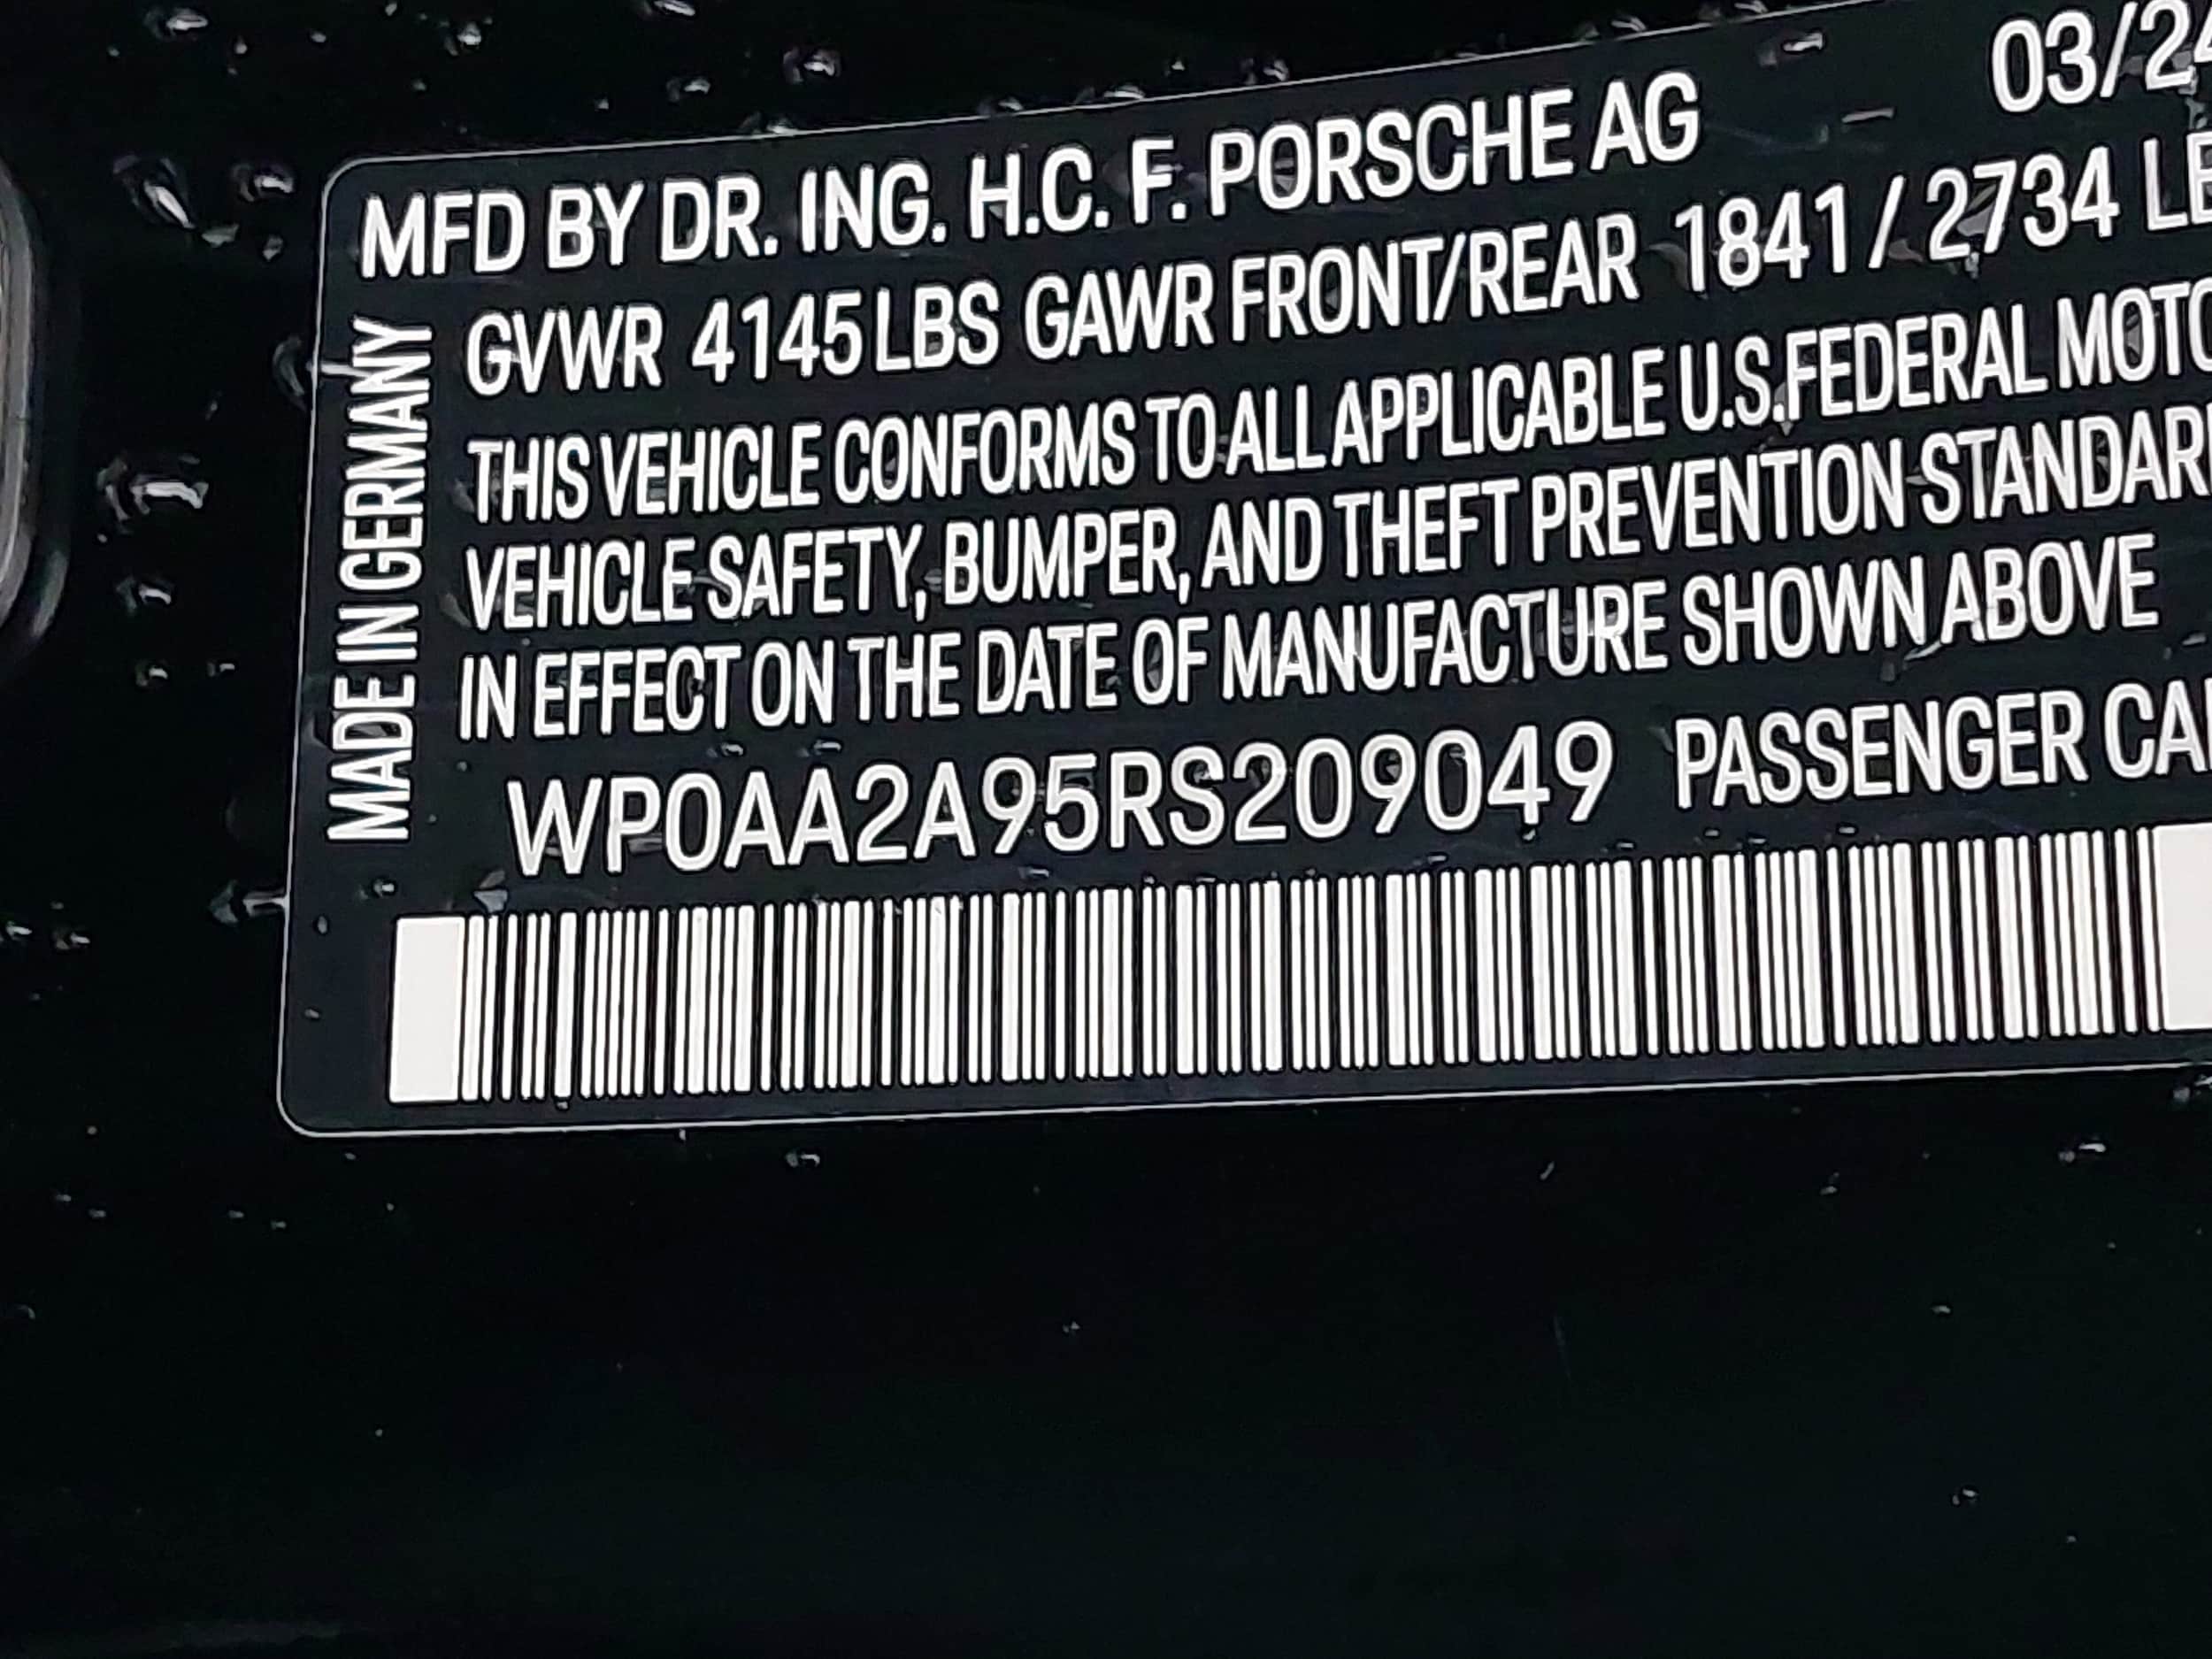 MFD BY DR. ING. H.C. F. PORSCHE AG 03/24
GVWR 4145 LBS GAWR FRONT/REAR 1841 / 2734
THIS VEHICLE CONFORMS TO ALL APPLICABLE U.S.FEDERAL
VEHICLE SAFETY, BUMPER, AND THEFT PREVENTION
IN EFFECT ON THE DATE OF MANUFACTURE SHOWN ABOVE
WP0AA2A95RS209049 PASSENGER
MADE IN GERMANY